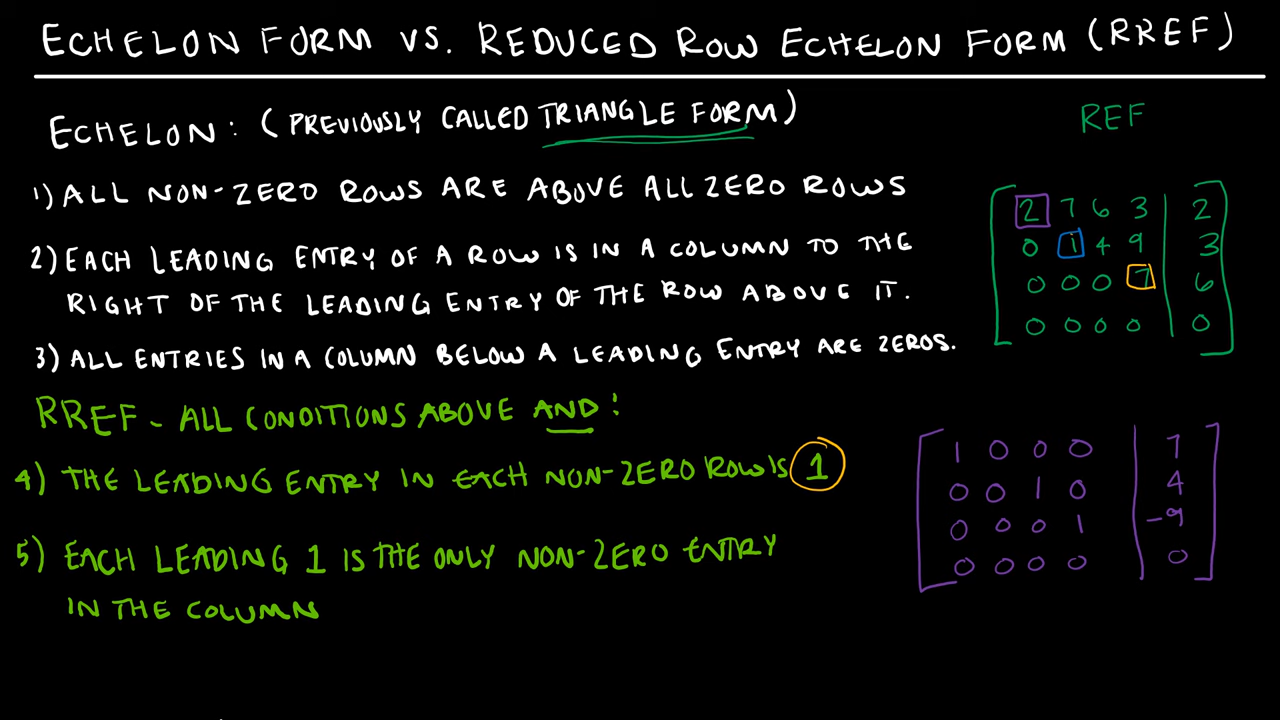 ECHELON FORM VS. REDUCED ROW ECHELON FORM (RREF)
ECHELON: (PREVIOUSLY CALLED TRIANGLE FORM)
1) ALL NON-ZERO ROWS ARE ABOVE ALL ZERO ROWS
2) EACH LEADING ENTRY OF A ROW IS IN A COLUMN TO THE
RIGHT OF THE LEADING ENTRY OF THE ROW ABOVE IT.
3) ALL ENTRIES IN A COLUMN BELOW A LEADING ENTRY ARE ZEROS.
RREF - ALL CONDITIONS ABOVE AND:
4) THE LEADING ENTRY IN EACH NON-ZERO ROW IS 1
5) EACH LEADING 1 IS THE ONLY NON-ZERO ENTRY
IN THE COLUMN
REF
2 7 6 3 | 2
0 1 4 9 | 3
0 0 0 7 | 6
0 0 0 0 | 0
1 0 0 0 | 7
0 0 1 0 | 4
0 0 0 1 | -9
0 0 0 0 | 0